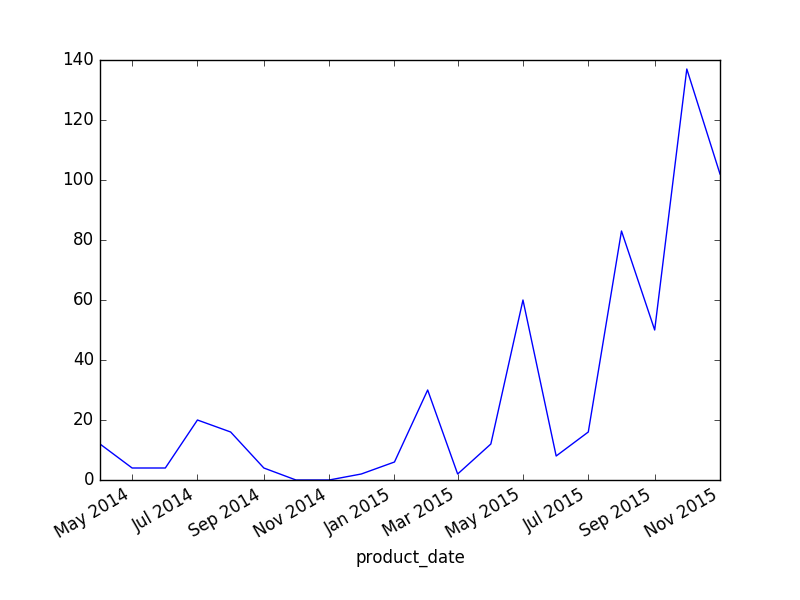 140
120
100
80
60
40
20
0
May 2014
Jul 2014
Sep 2014
Nov 2014
Jan 2015
Mar 2015
May 2015
Jul 2015
Sep 2015
Nov 2015
product_date